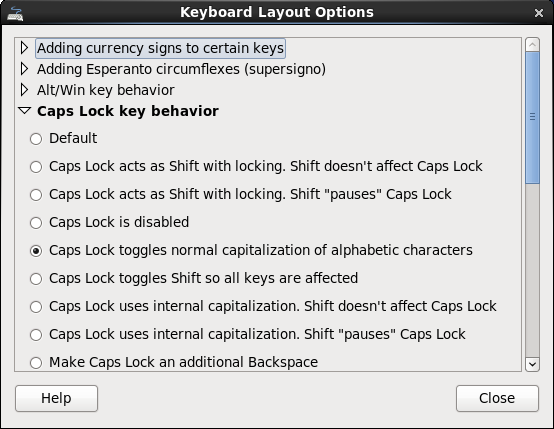 Keyboard Layout Options
Adding currency signs to certain keys
Adding Esperanto circumflexes (supersigno)
Alt/Win key behavior
Caps Lock key behavior
Default
Caps Lock acts as Shift with locking. Shift doesn't affect Caps Lock
Caps Lock acts as Shift with locking. Shift "pauses" Caps Lock
Caps Lock is disabled
Caps Lock toggles normal capitalization of alphabetic characters
Caps Lock toggles Shift so all keys are affected
Caps Lock uses internal capitalization. Shift doesn't affect Caps Lock
Caps Lock uses internal capitalization. Shift "pauses" Caps Lock
Make Caps Lock an additional Backspace
Help Close